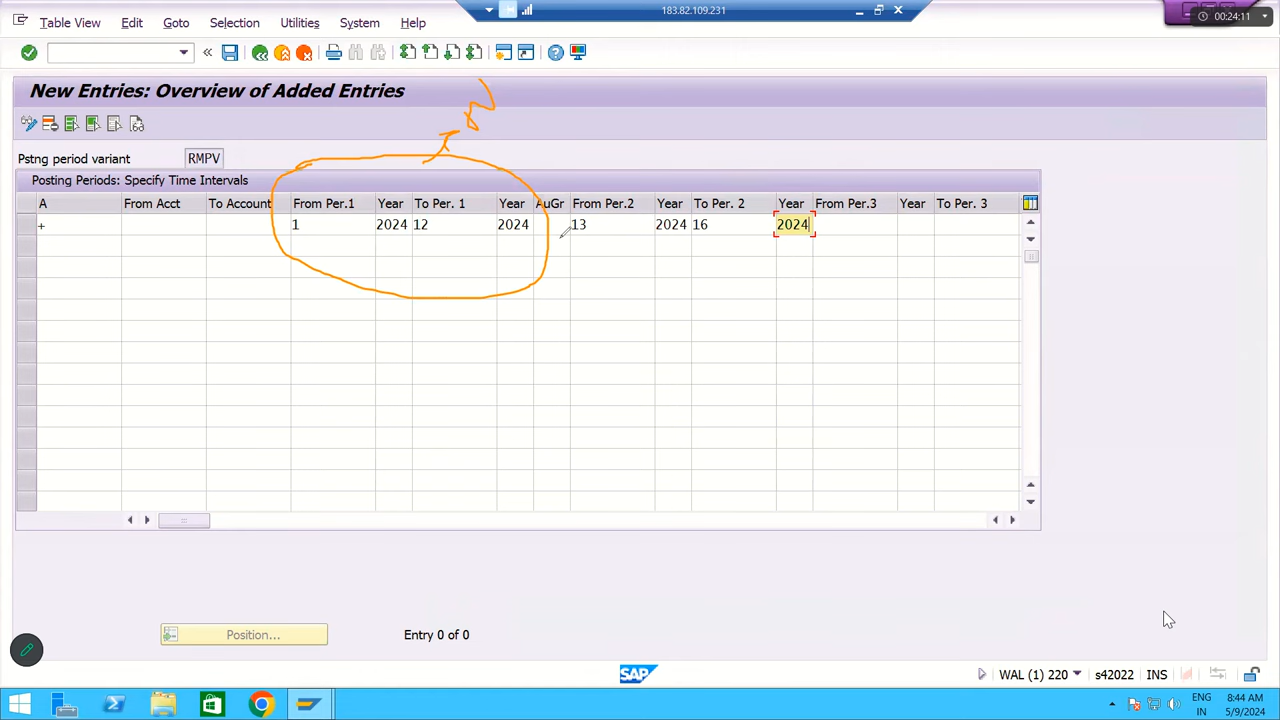 183.82.109.231
00:24:11
Table View Edit Goto Selection Utilities System Help
New Entries: Overview of Added Entries
Pstng period variant RMPV
Posting Periods: Specify Time Intervals
A From Acct To Account From Per.1 Year To Per. 1 Year AuGr From Per.2 Year To Per. 2 Year From Per.3 Year To Per. 3
+ 1 2024 12 2024 13 2024 16 2024
Position... Entry 0 of 0
SAP WAL (1) 220 s42022 INS
ENG 8:44 AM
IN 5/9/2024